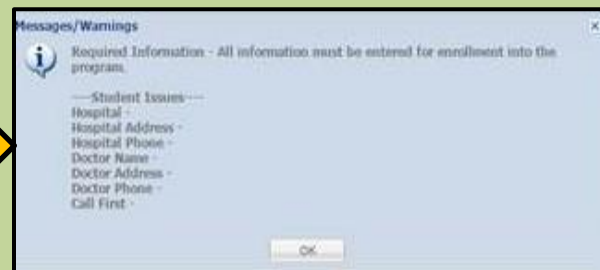 Messages/Warnings
x
Required Information - All information must be entered for enrollment into the
program.
----Student Issues----
Hospital -
Hospital Address -
Hospital Phone -
Doctor Name -
Doctor Address -
Doctor Phone -
Call First -
OK